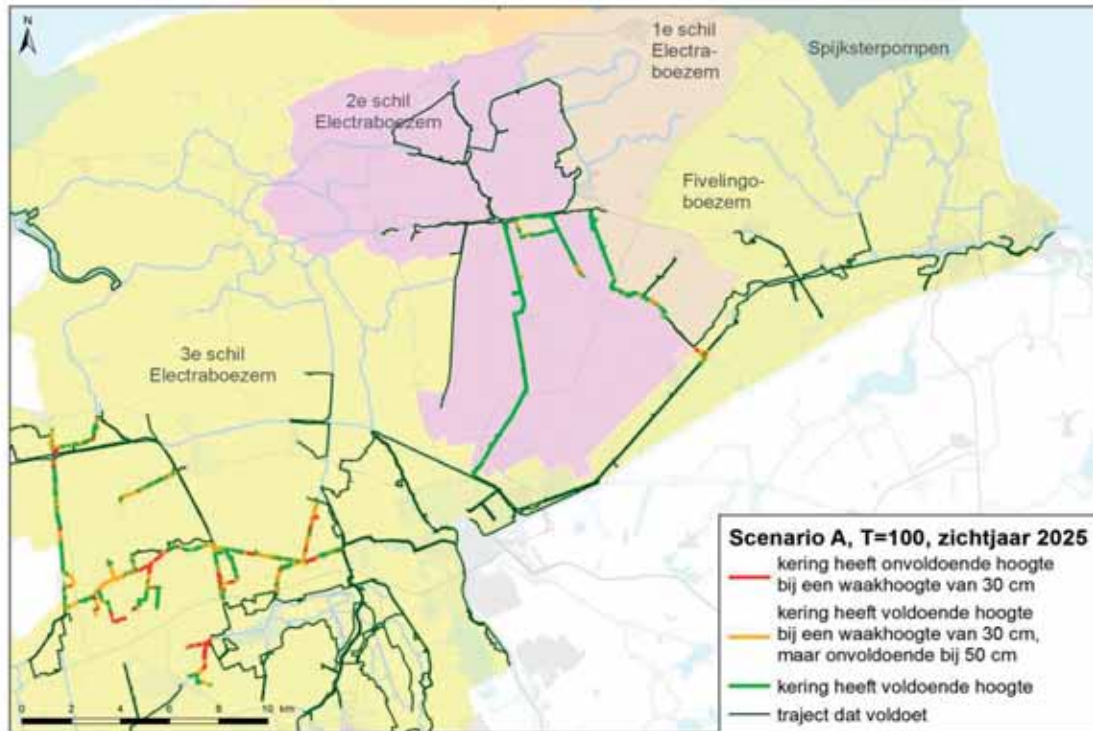 N
1e schil
Electra-
boezem
Spijksterpompen
2e schil
Electraboezem
Fivelingo-
boezem
3e schil
Electraboezem
Scenario A, T=100, zichtjaar 2025
kering heeft onvoldoende hoogte
bij een waakhoogte van 30 cm
kering heeft voldoende hoogte
bij een waakhoogte van 30 cm,
maar onvoldoende bij 50 cm
kering heeft voldoende hoogte
traject dat voldoet
0 2 4 6 8 10 km